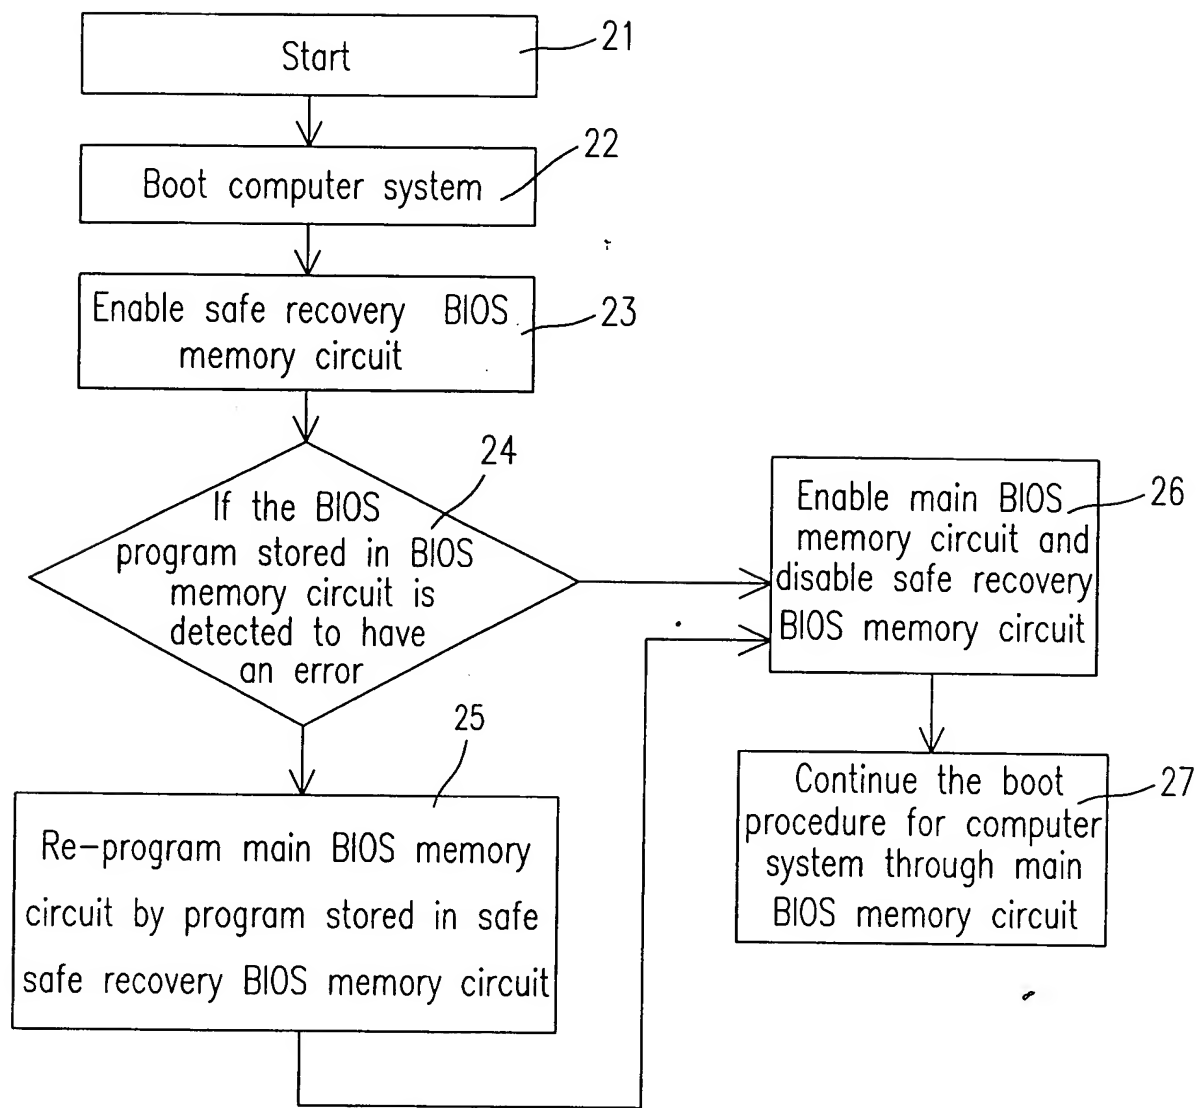 Start
21
Boot computer system
22
Enable safe recovery BIOS
memory circuit
23
24
If the BIOS
program stored in BIOS
memory circuit is
detected to have
an error
25
Re-program main BIOS memory
circuit by program stored in safe
safe recovery BIOS memory circuit
Enable main BIOS
memory circuit and
disable safe recovery
BIOS memory circuit
26
Continue the boot
procedure for computer
system through main
BIOS memory circuit
27